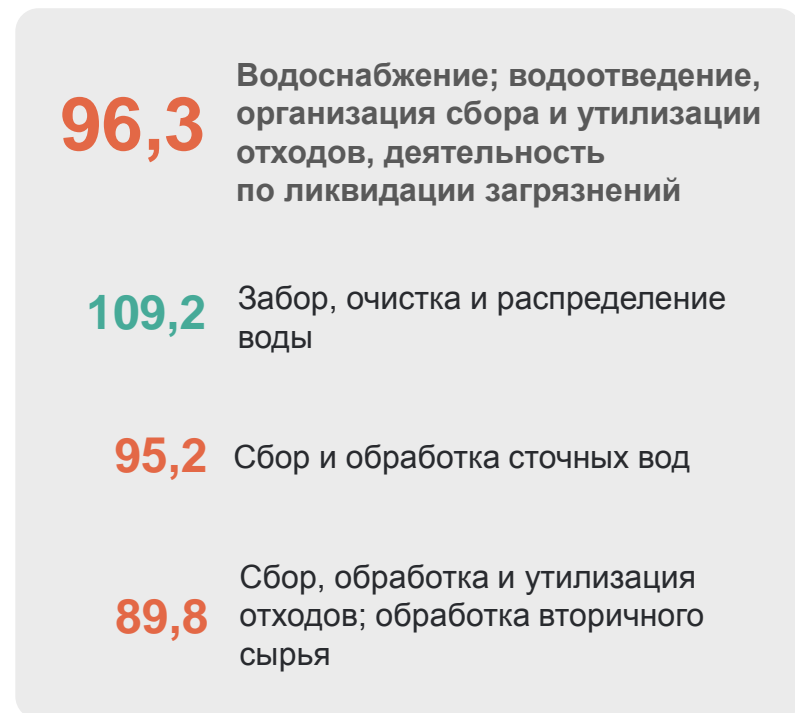 96,3
Водоснабжение; водоотведение,
организация сбора и утилизации
отходов, деятельность
по ликвидации загрязнений
109,2
Забор, очистка и распределение
воды
95,2
Сбор и обработка сточных вод
89,8
Сбор, обработка и утилизация
отходов; обработка вторичного
сырья